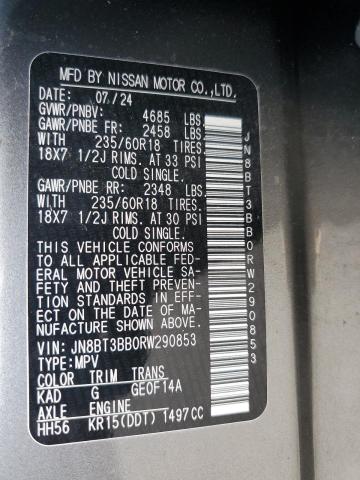 MFD BY NISSAN MOTOR CO.,LTD.
DATE: 07/24
GVWR/PNBV: 4685 LBS
GAWR/PNBE FR: 2458 LBS
WITH 235/60R18 TIRES.
18X7 1/2J RIMS. AT 33 PSI
COLD SINGLE.
GAWR/PNBE RR: 2348 LBS.
WITH 235/60R18 TIRES.
18X7 1/2J RIMS. AT 30 PSI
COLD SINGLE.
THIS VEHICLE CONFORMS
TO ALL APPLICABLE FED-
ERAL MOTOR VEHICLE SA-
FETY AND THEFT PREVEN-
TION STANDARDS IN EFF-
ECT ON THE DATE OF MA-
NUFACTURE SHOWN ABOVE.
VIN: JN8BT3BB0RW290853
TYPE: MPV
COLOR TRIM TRANS
KAD G GE0F14A
AXLE ENGINE
HH56 KR15(DDT) 1497CC
JN8BT3BB0RW290853